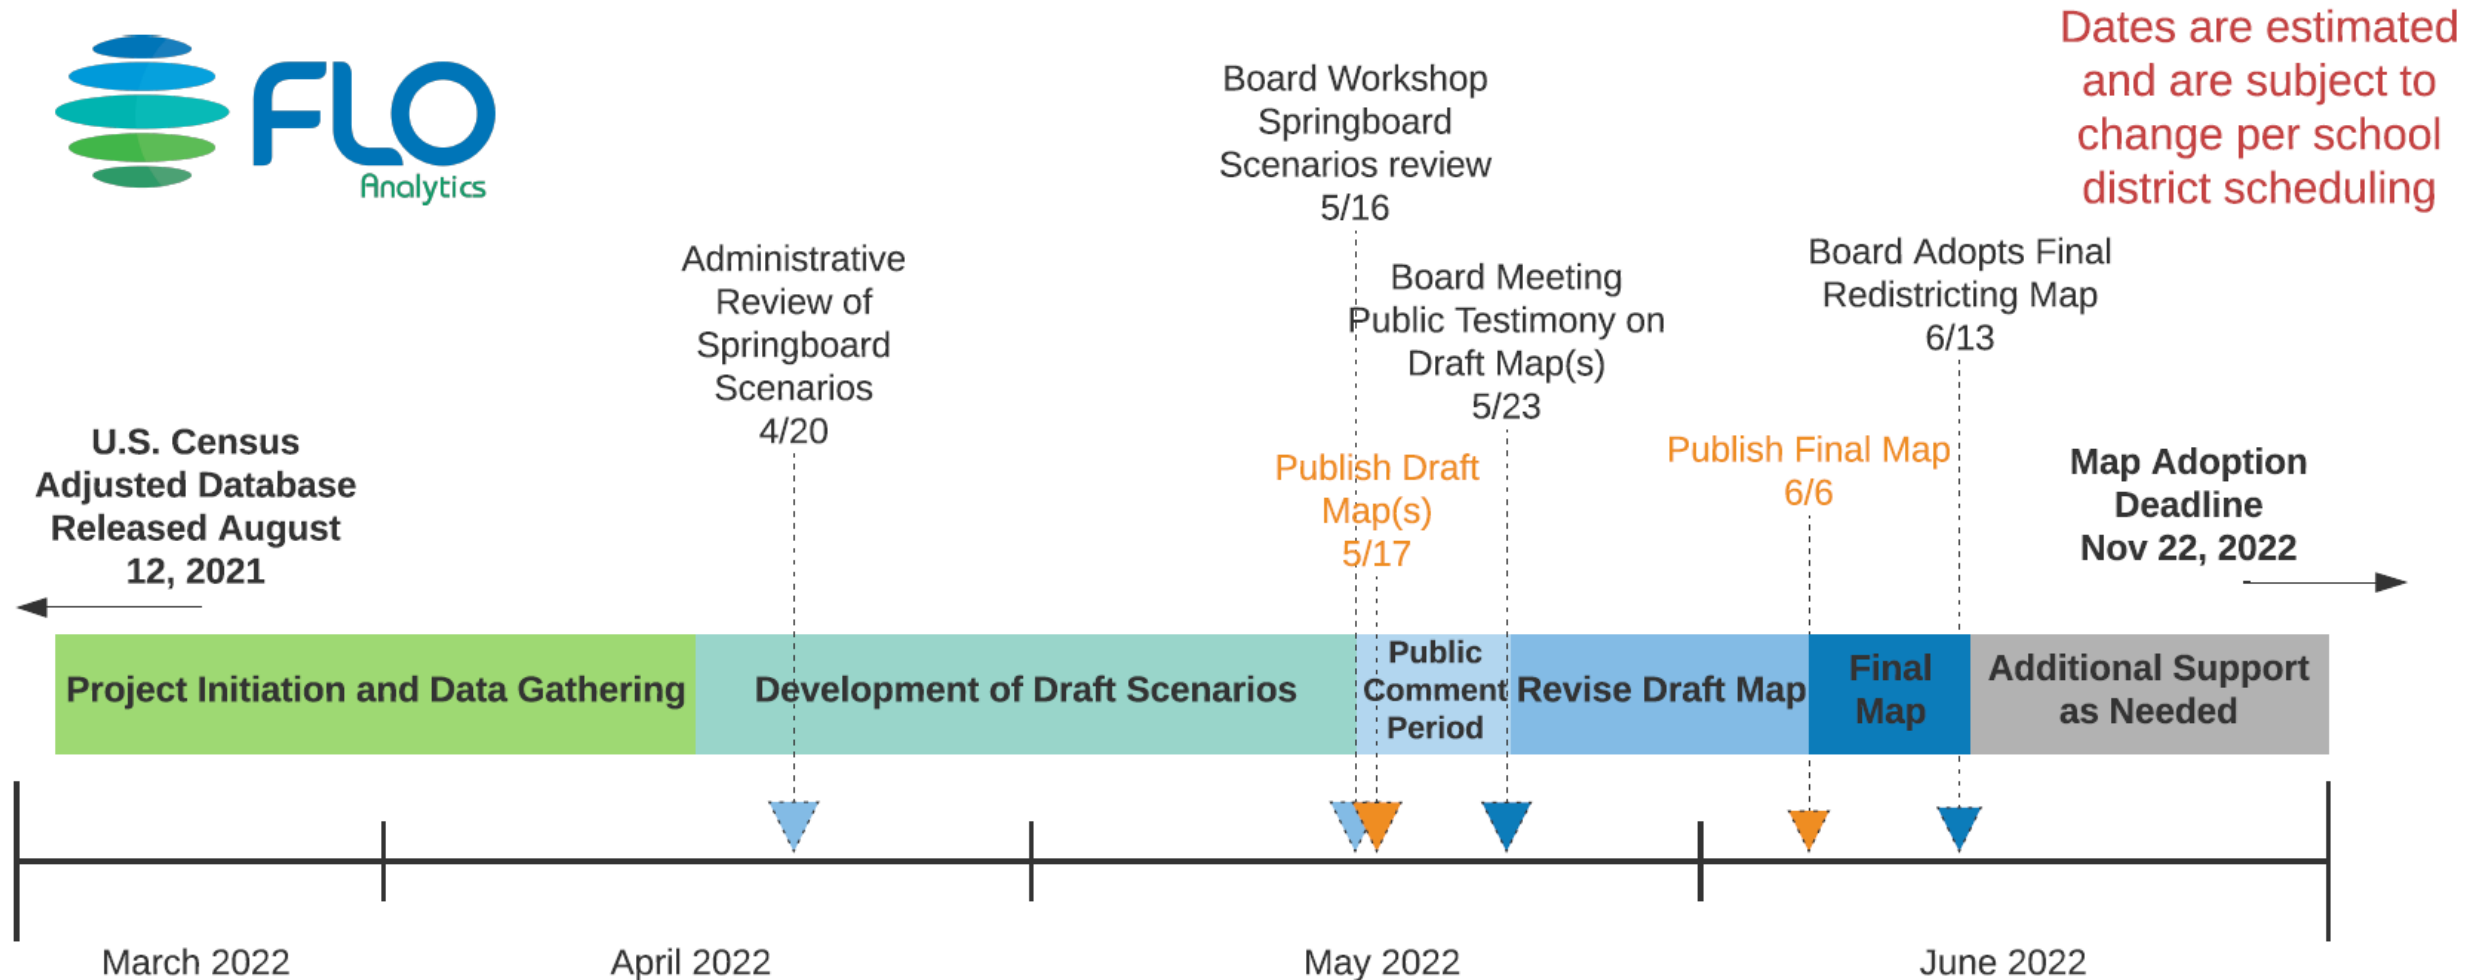 FLO
Analytics
Dates are estimated
and are subject to
change per school
district scheduling
Board Workshop
Springboard
Scenarios review
5/16
Administrative
Review of
Springboard
Scenarios
4/20
Board Meeting
Public Testimony on
Draft Map(s)
5/23
Board Adopts Final
Redistricting Map
6/13
U.S. Census
Adjusted Database
Released August
12, 2021
Publish Draft
Map(s)
5/17
Publish Final Map
6/6
Map Adoption
Deadline
Nov 22, 2022
Project Initiation and Data Gathering
Development of Draft Scenarios
Public
Comment
Period
Revise Draft Map
Final
Map
Additional Support
as Needed
March 2022
April 2022
May 2022
June 2022